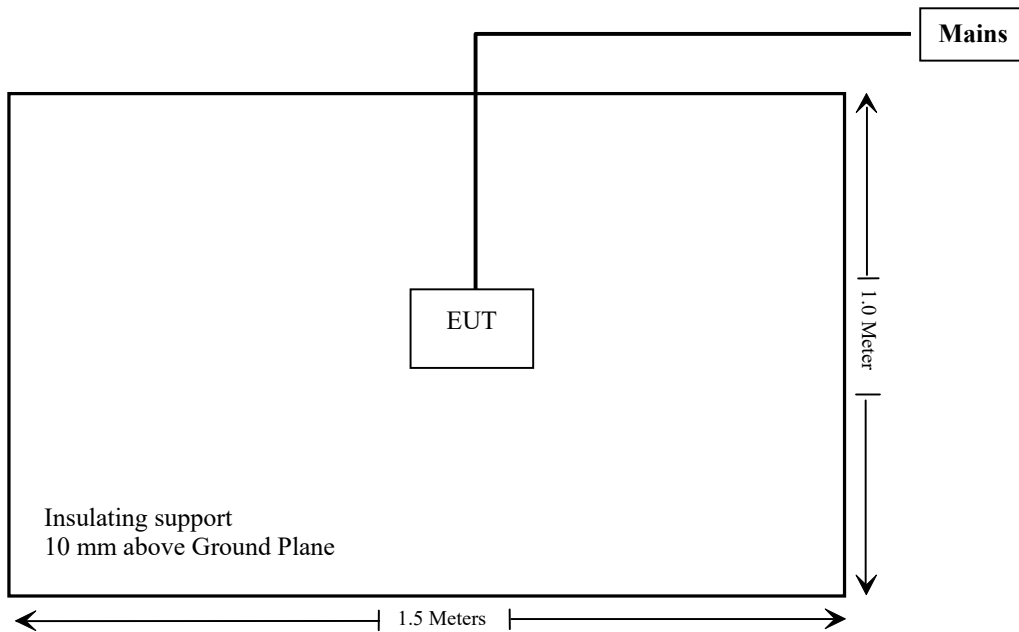 Mains
EUT
1.0 Meter
Insulating support
10 mm above Ground Plane
1.5 Meters